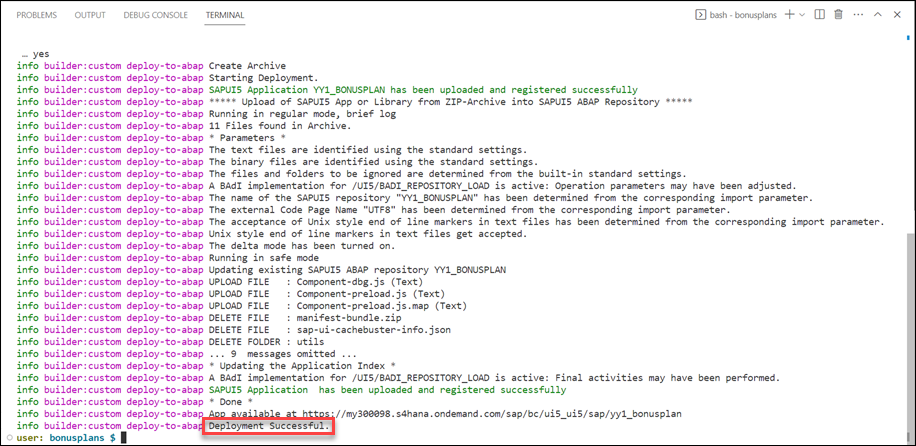 PROBLEMS OUTPUT DEBUG CONSOLE TERMINAL bash - bonusplans
… yes
info builder:custom deploy-to-abap Create Archive
info builder:custom deploy-to-abap Starting Deployment.
info builder:custom deploy-to-abap SAPUI5 Application YY1_BONUSPLAN has been uploaded and registered successfully
info builder:custom deploy-to-abap ***** Upload of SAPUI5 App or Library from ZIP-Archive into SAPUI5 ABAP Repository *****
info builder:custom deploy-to-abap Running in regular mode, brief log
info builder:custom deploy-to-abap 11 Files found in Archive.
info builder:custom deploy-to-abap * Parameters *
info builder:custom deploy-to-abap The text files are identified using the standard settings.
info builder:custom deploy-to-abap The binary files are identified using the standard settings.
info builder:custom deploy-to-abap The files and folders to be ignored are determined from the built-in standard settings.
info builder:custom deploy-to-abap A BAdI implementation for /UI5/BADI_REPOSITORY_LOAD is active: Operation parameters may have been adjusted.
info builder:custom deploy-to-abap The name of the SAPUI5 repository "YY1_BONUSPLAN" has been determined from the corresponding import parameter.
info builder:custom deploy-to-abap The external Code Page Name "UTF8" has been determined from the corresponding import parameter.
info builder:custom deploy-to-abap The acceptance of Unix style end of line markers in text files has been determined from the corresponding import parameter.
info builder:custom deploy-to-abap Unix style end of line markers in text files get accepted.
info builder:custom deploy-to-abap The delta mode has been turned on.
info builder:custom deploy-to-abap Running in safe mode
info builder:custom deploy-to-abap Updating existing SAPUI5 ABAP repository YY1_BONUSPLAN
info builder:custom deploy-to-abap UPLOAD FILE : Component-dbg.js (Text)
info builder:custom deploy-to-abap UPLOAD FILE : Component-preload.js (Text)
info builder:custom deploy-to-abap UPLOAD FILE : Component-preload.js.map (Text)
info builder:custom deploy-to-abap DELETE FILE : manifest-bundle.zip
info builder:custom deploy-to-abap DELETE FILE : sap-ui-cachebuster-info.json
info builder:custom deploy-to-abap DELETE FOLDER : utils
info builder:custom deploy-to-abap ... 9 messages omitted ...
info builder:custom deploy-to-abap * Updating the Application Index *
info builder:custom deploy-to-abap A BAdI implementation for /UI5/BADI_REPOSITORY_LOAD is active: Final activities may have been performed.
info builder:custom deploy-to-abap SAPUI5 Application has been uploaded and registered successfully
info builder:custom deploy-to-abap * Done *
info builder:custom deploy-to-abap App available at https://my300098.s4hana.ondemand.com/sap/bc/ui5_ui5/sap/yy1_bonusplan
info builder:custom deploy-to-abap Deployment Successful.
user: bonusplans $